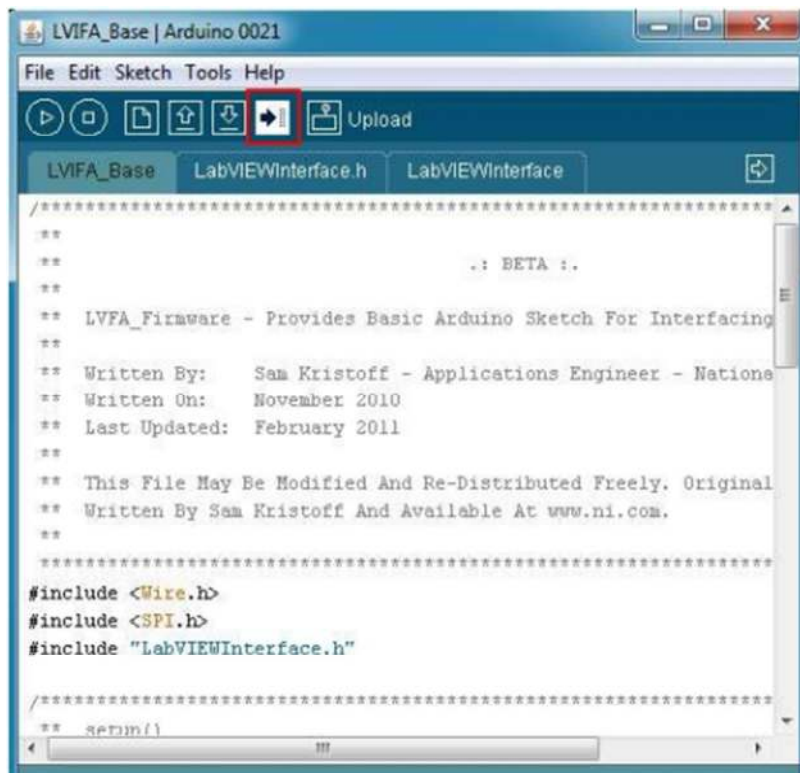 LVIFA_Base | Arduino 0021
File Edit Sketch Tools Help
Upload
LVIFA_Base LabVIEWInterface.h LabVIEWInterface
/******************************************************************
**
** .: BETA :.
**
** LVFA_Firmware - Provides Basic Arduino Sketch For Interfacing
**
** Written By: Sam Kristoff - Applications Engineer - Nationa
** Written On: November 2010
** Last Updated: February 2011
**
** This File May Be Modified And Re-Distributed Freely. Original
** Written By Sam Kristoff And Available At www.ni.com.
**
******************************************************************
#include <Wire.h>
#include <SPI.h>
#include "LabVIEWInterface.h"
/******************************************************************
** setup()